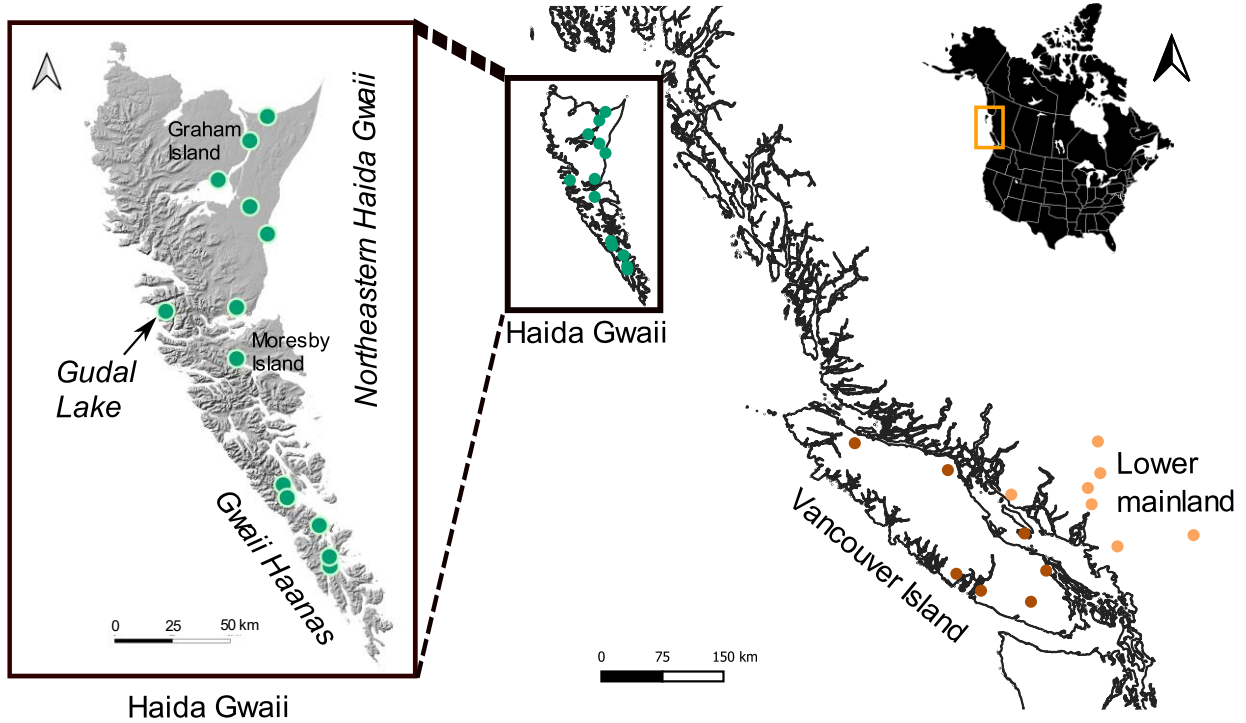 Graham
Island
Northeastern Haida Gwaii
Moresby
Island
Gudal
Lake
Gwaii Haanas
0 25 50 km
Haida Gwaii
Haida Gwaii
Lower
mainland
Vancouver Island
0 75 150 km